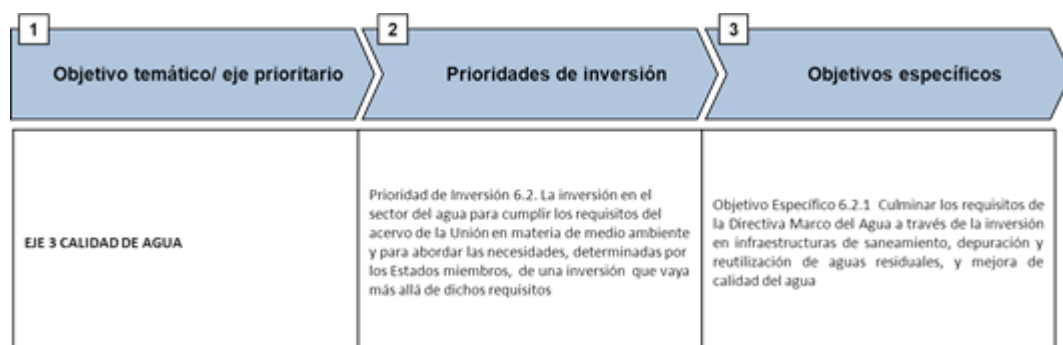 1
Objetivo temático/ eje prioritario
2
Prioridades de inversión
3
Objetivos específicos
EJE 3 CALIDAD DE AGUA
Prioridad de Inversión 6.2. La inversión en el
sector del agua para cumplir los requisitos del
acervo de la Unión en materia de medio ambiente
y para abordar las necesidades, determinadas por
los Estados miembros, de una inversión que vaya
más allá de dichos requisitos
Objetivo Específico 6.2.1 Culminar los requisitos de
la Directiva Marco del Agua a través de la inversión
en infraestructuras de saneamiento, depuración y
reutilización de aguas residuales, y mejora de
calidad del agua